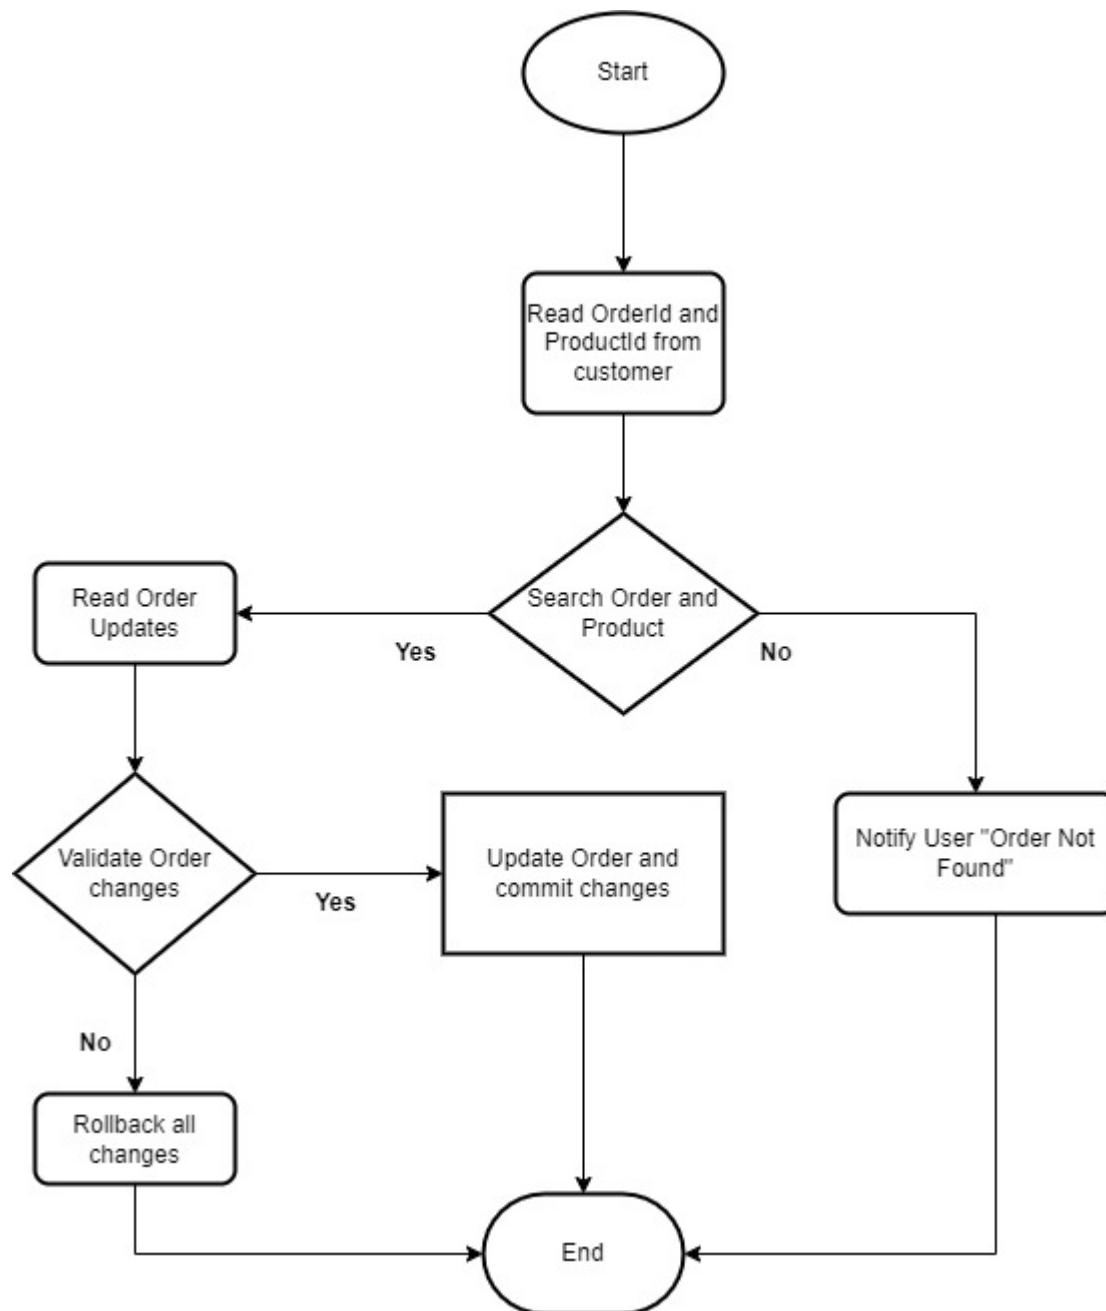 Start
Read OrderId and
ProductId from
customer
Search Order and
Product
Yes
No
Read Order
Updates
Validate Order
changes
Yes
Update Order and
commit changes
Notify User "Order Not
Found"
No
Rollback all
changes
End